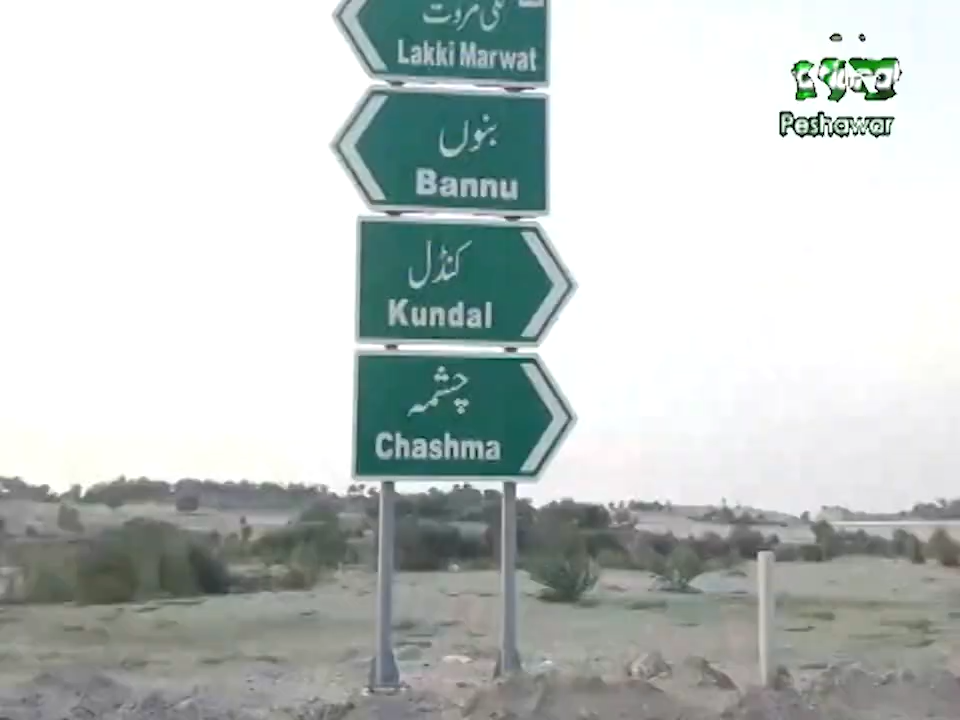 لکی مروت
Lakki Marwat
Peshawar
بنوں
Bannu
کنڈل
Kundal
چشمہ
Chashma